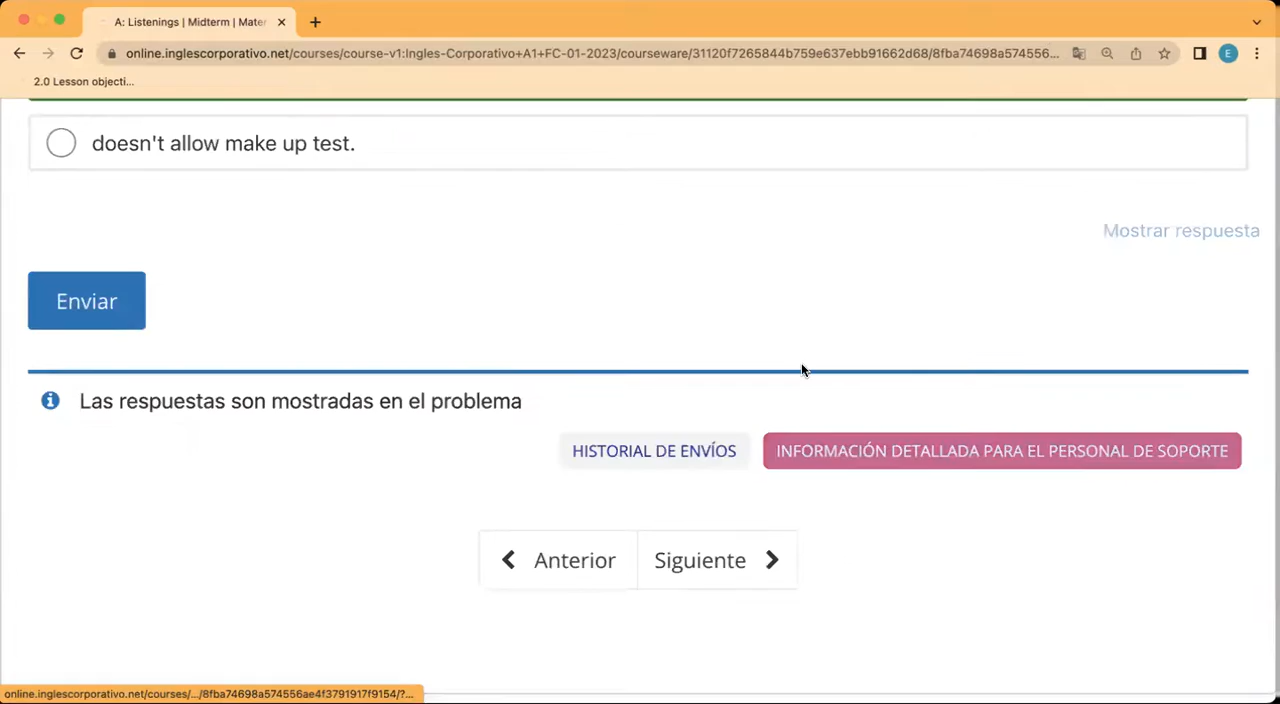 A: Listenings | Midterm | Mater
online.inglescorporativo.net/courses/course-v1:Ingles-Corporativo+A1+FC-01-2023/courseware/31120f7265844b759e637ebb91662d68/8fba74698a574556...
E
2.0 Lesson objecti...
doesn't allow make up test.
Mostrar respuesta
Enviar
Las respuestas son mostradas en el problema
HISTORIAL DE ENVÍOS
INFORMACIÓN DETALLADA PARA EL PERSONAL DE SOPORTE
Anterior
Siguiente
online.inglescorporativo.net/courses/.../8fba74698a574556ae4f3791917f9154/?...